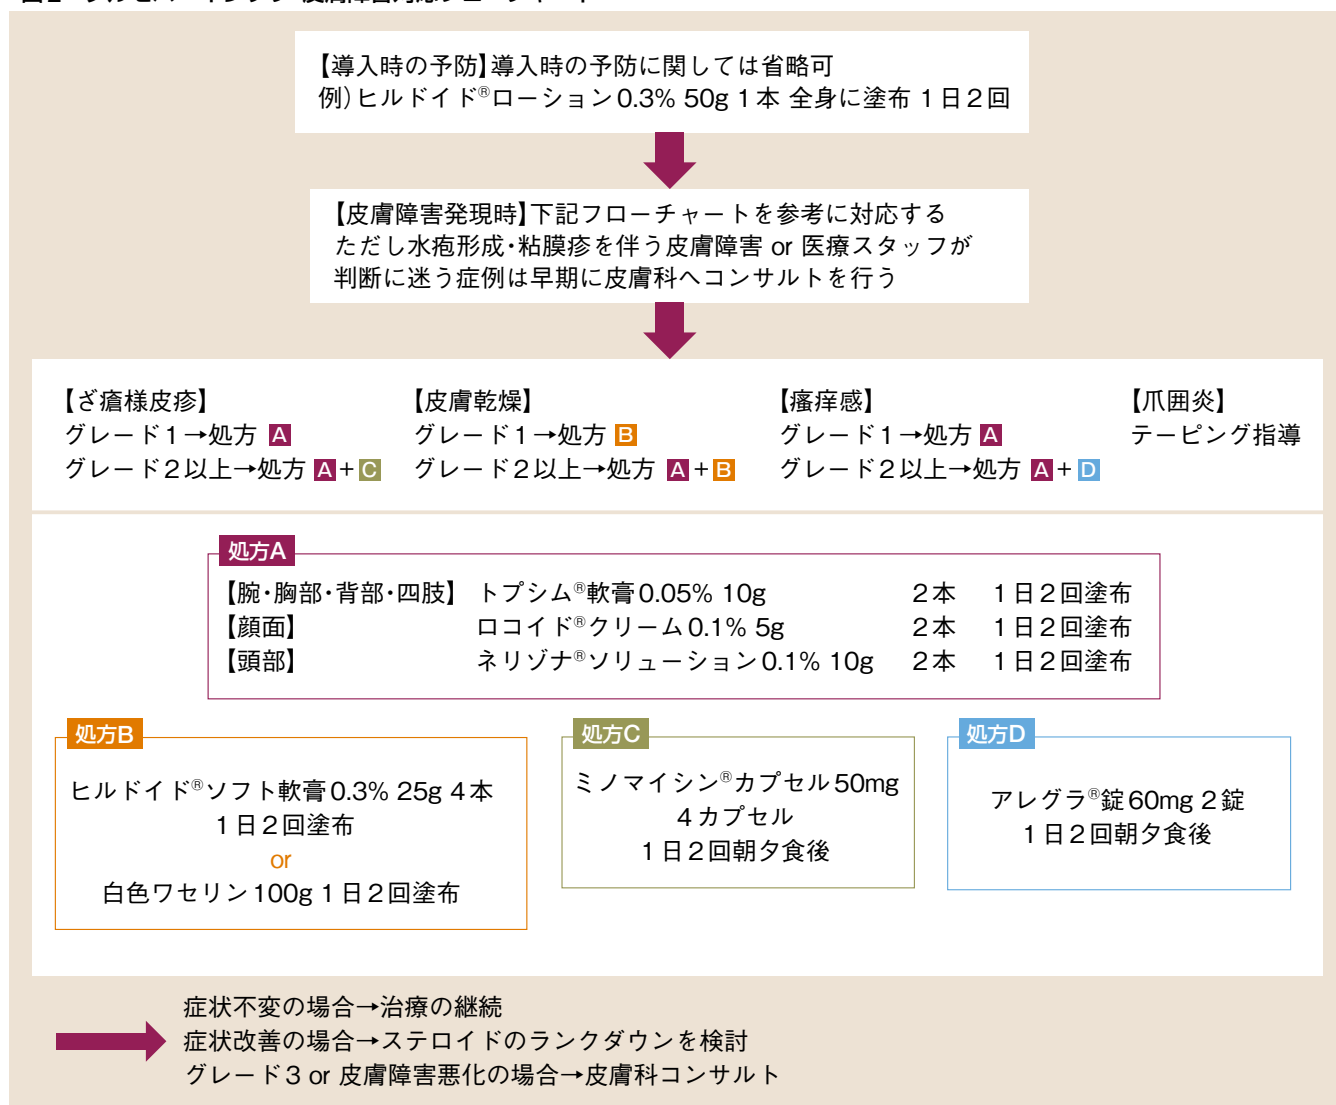 【導入時の予防】導入時の予防に関しては省略可
例)ヒルドイド®ローション0.3% 50g 1本 全身に塗布 1日2回
【皮膚障害発現時】下記フローチャートを参考に対応する
ただし水疱形成・粘膜疹を伴う皮膚障害 or 医療スタッフが
判断に迷う症例は早期に皮膚科へコンサルトを行う
【ざ瘡様皮疹】
グレード1→処方 A
グレード2以上→処方 A+C
【皮膚乾燥】
グレード1→処方 B
グレード2以上→処方 A+B
【瘙痒感】
グレード1→処方 A
グレード2以上→処方 A+D
【爪囲炎】
テーピング指導
処方A
【腕・胸部・背部・四肢】 トプシム®軟膏0.05% 10g 2本 1日2回塗布
【顔面】 ロコイド®クリーム0.1% 5g 2本 1日2回塗布
【頭部】 ネリゾナ®ソリューション0.1% 10g 2本 1日2回塗布
処方B
ヒルドイド®ソフト軟膏0.3% 25g 4本
1日2回塗布
or
白色ワセリン100g 1日2回塗布
処方C
ミノマイシン®カプセル50mg
4カプセル
1日2回朝夕食後
処方D
アレグラ®錠60mg 2錠
1日2回朝夕食後
症状不変の場合→治療の継続
症状改善の場合→ステロイドのランクダウンを検討
グレード3 or 皮膚障害悪化の場合→皮膚科コンサルト